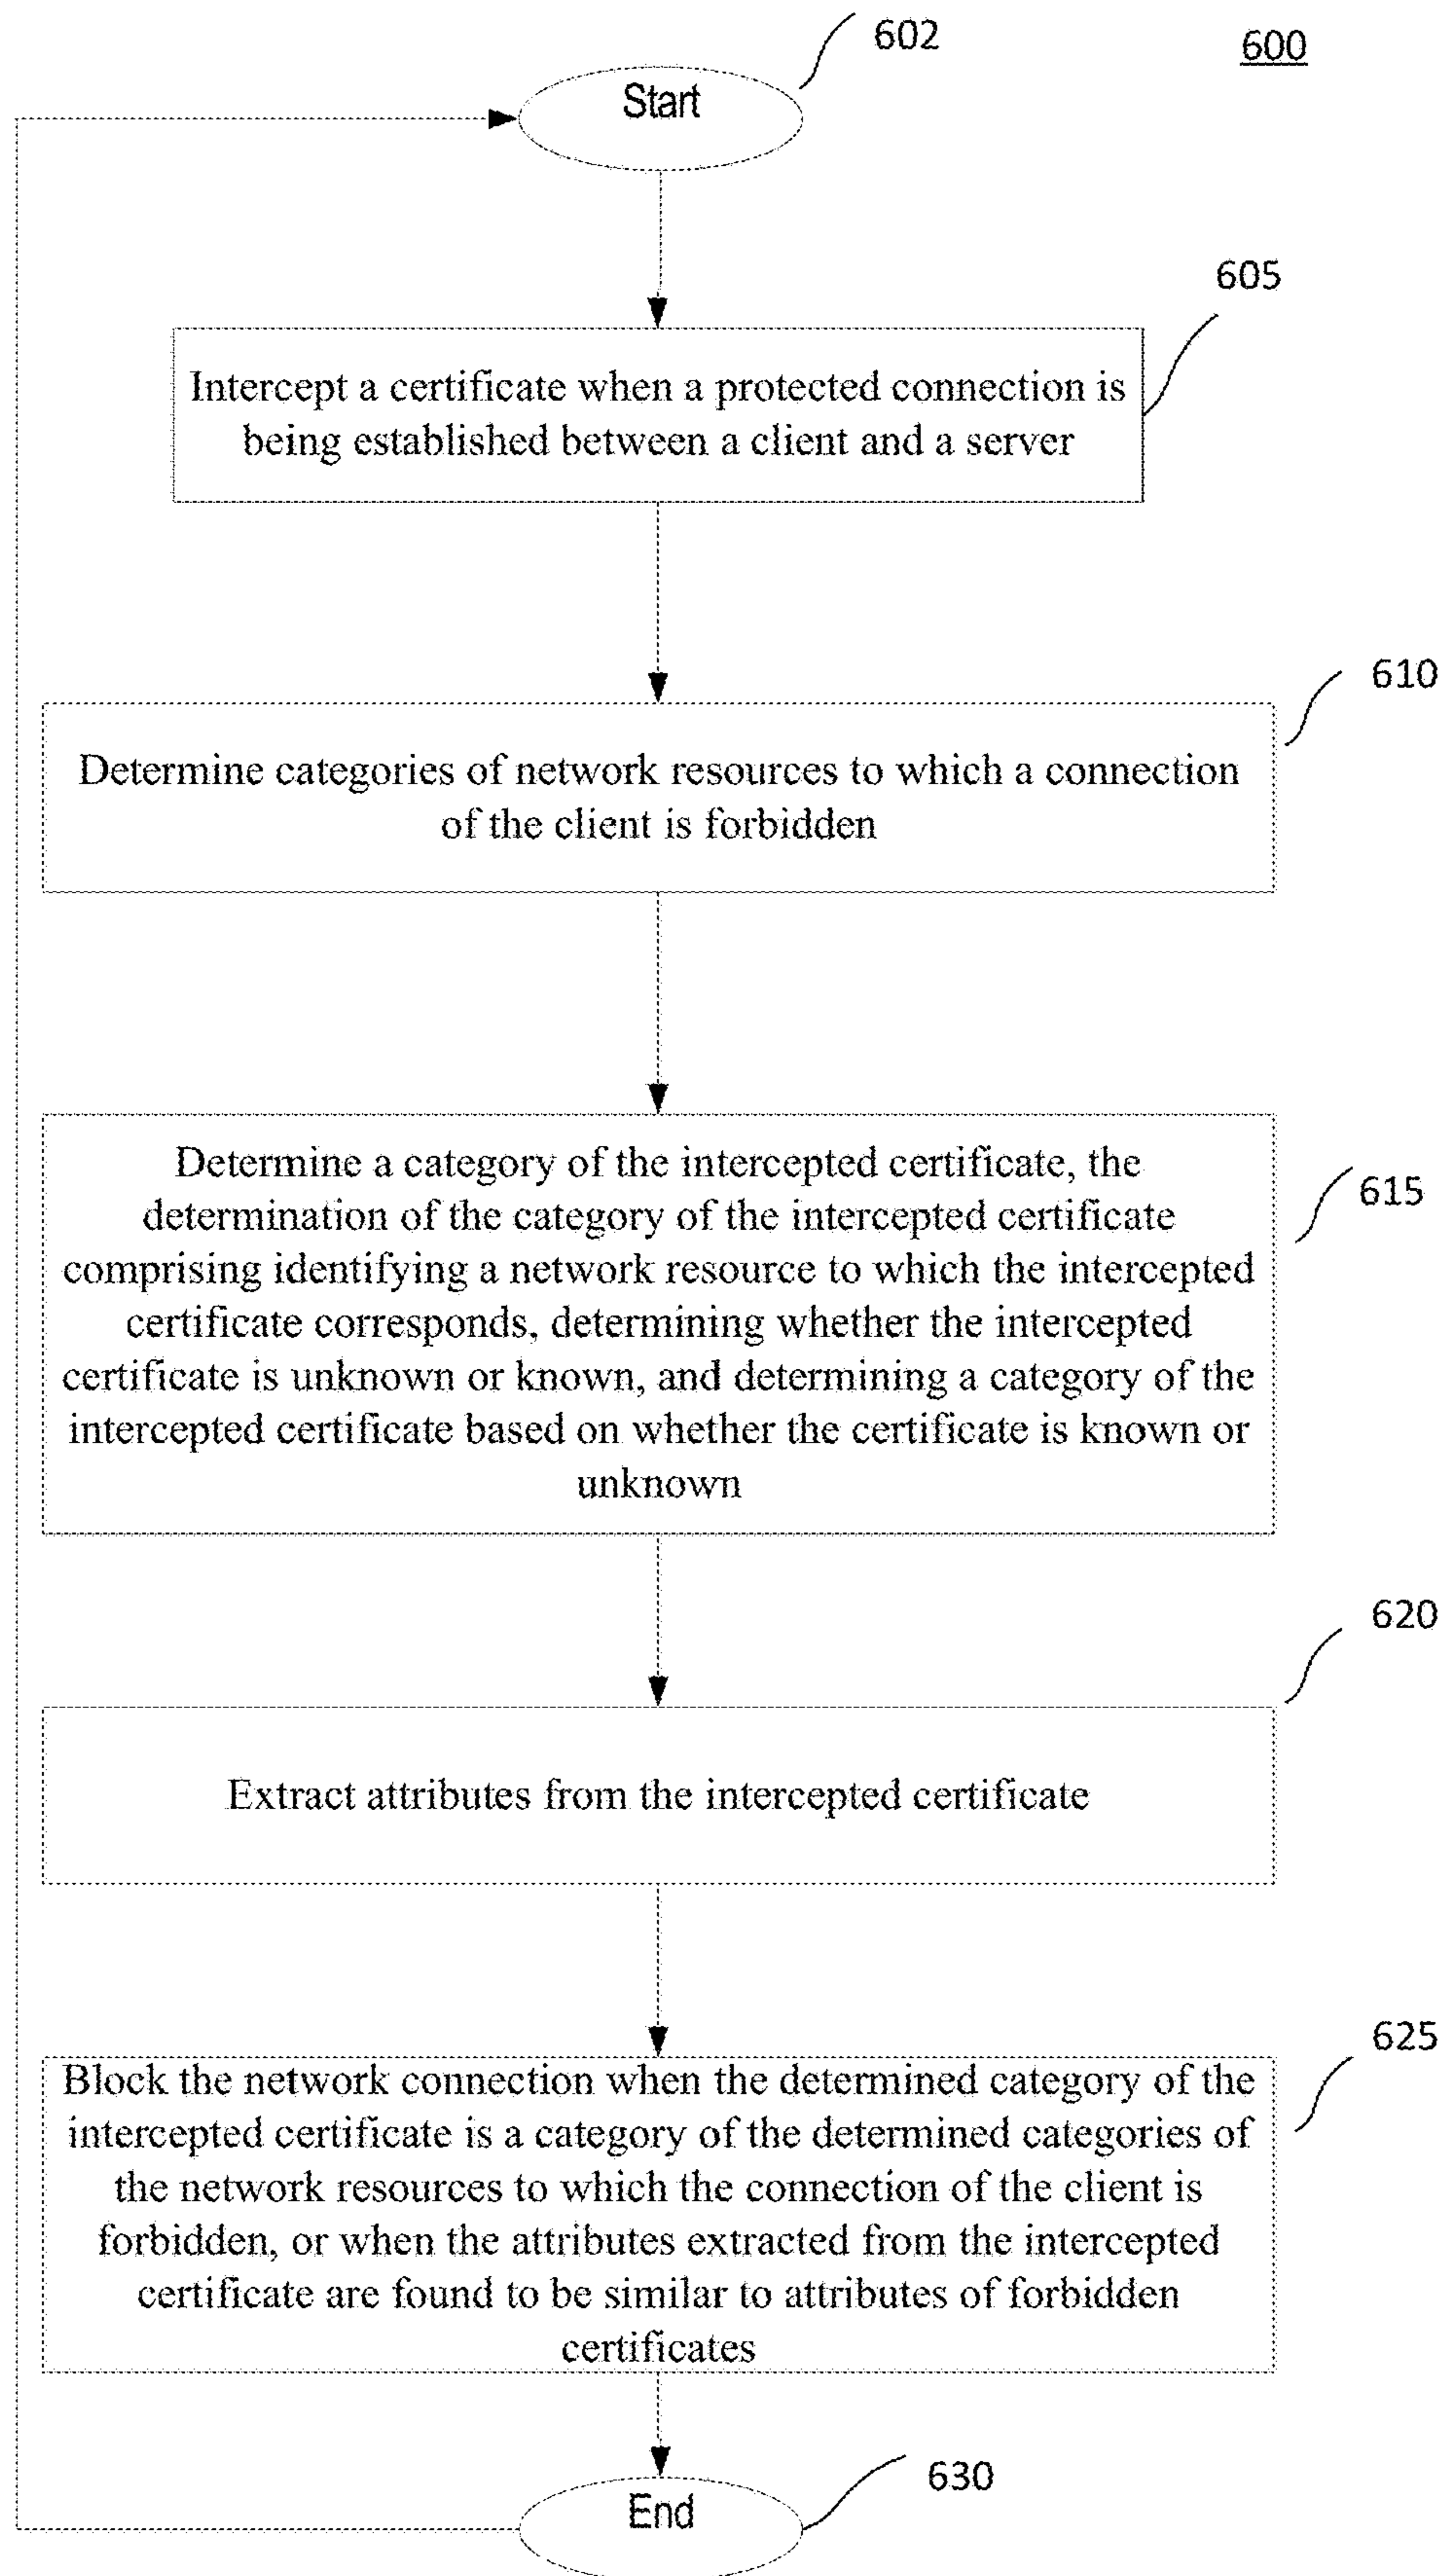 602
600
Start
605
Intercept a certificate when a protected connection is
being established between a client and a server
610
Determine categories of network resources to which a connection
of the client is forbidden
Determine a category of the intercepted certificate, the
determination of the category of the intercepted certificate
comprising identifying a network resource to which the intercepted
certificate corresponds, determining whether the intercepted
certificate is unknown or known, and determining a category of the
intercepted certificate based on whether the certificate is known or
unknown
615
620
Extract attributes from the intercepted certificate
625
Block the network connection when the determined category of the
intercepted certificate is a category of the determined categories of
the network resources to which the connection of the client is
forbidden, or when the attributes extracted from the intercepted
certificate are found to be similar to attributes of forbidden
certificates
630
End